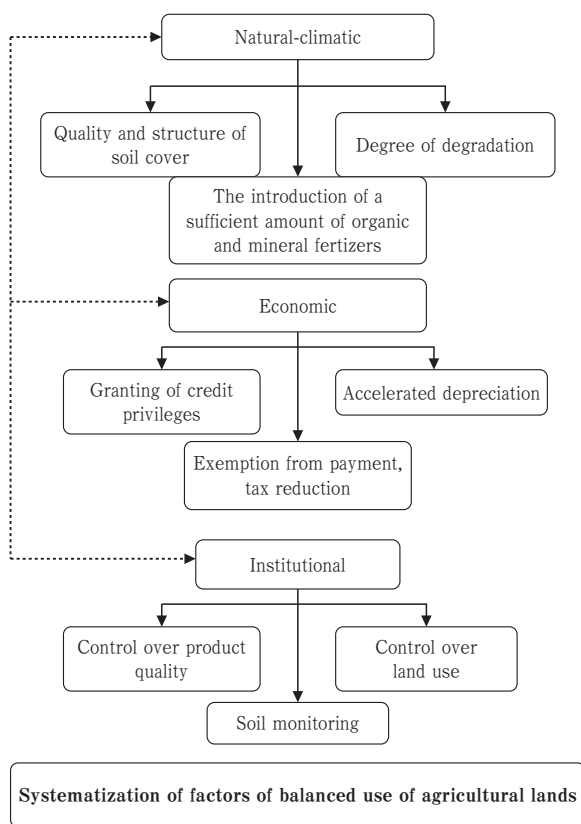 Natural-climatic
Quality and structure of
soil cover
Degree of degradation
The introduction of a
sufficient amount of organic
and mineral fertizers
Economic
Granting of credit
privileges
Accelerated depreciation
Exemption from payment,
tax reduction
Institutional
Control over product
quality
Control over
land use
Soil monitoring
Systematization of factors of balanced use of agricultural lands